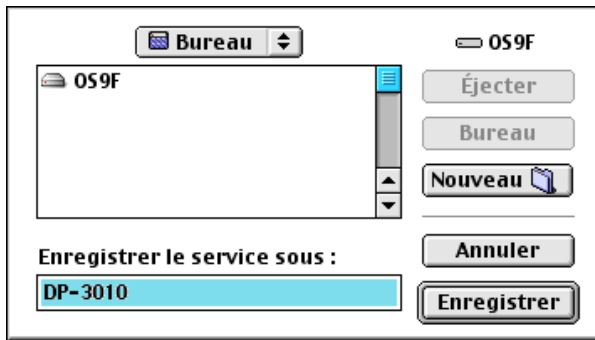 Bureau
OS9F
OS9F
Éjecter
Bureau
Nouveau
Enregistrer le service sous :
DP-3010
Annuler
Enregistrer